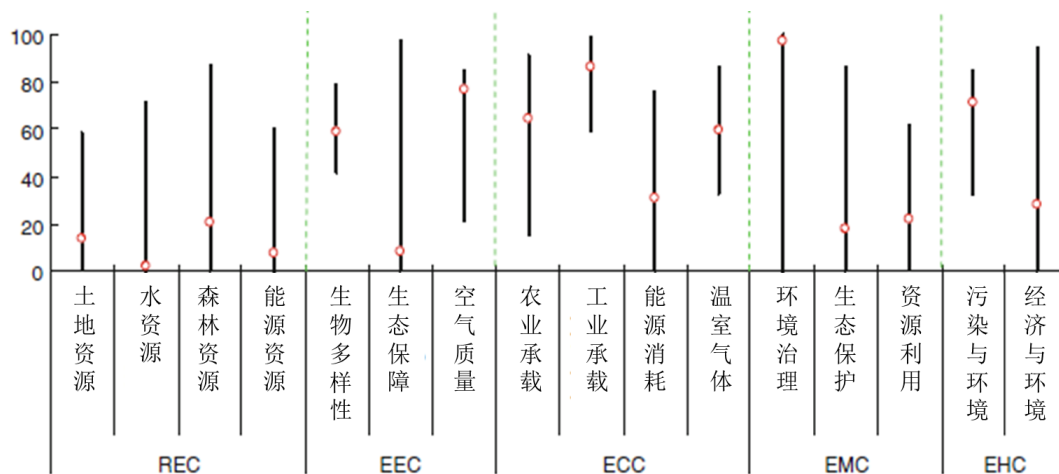 100
80
60
40
20
0
土地资源
水资源
森林资源
能源资源
生物多样性
生态保障
空气质量
农业承载
工业承载
能源消耗
温室气体
环境治理
生态保护
资源利用
污染与环境
经济与环境
REC
EEC
ECC
EMC
EHC